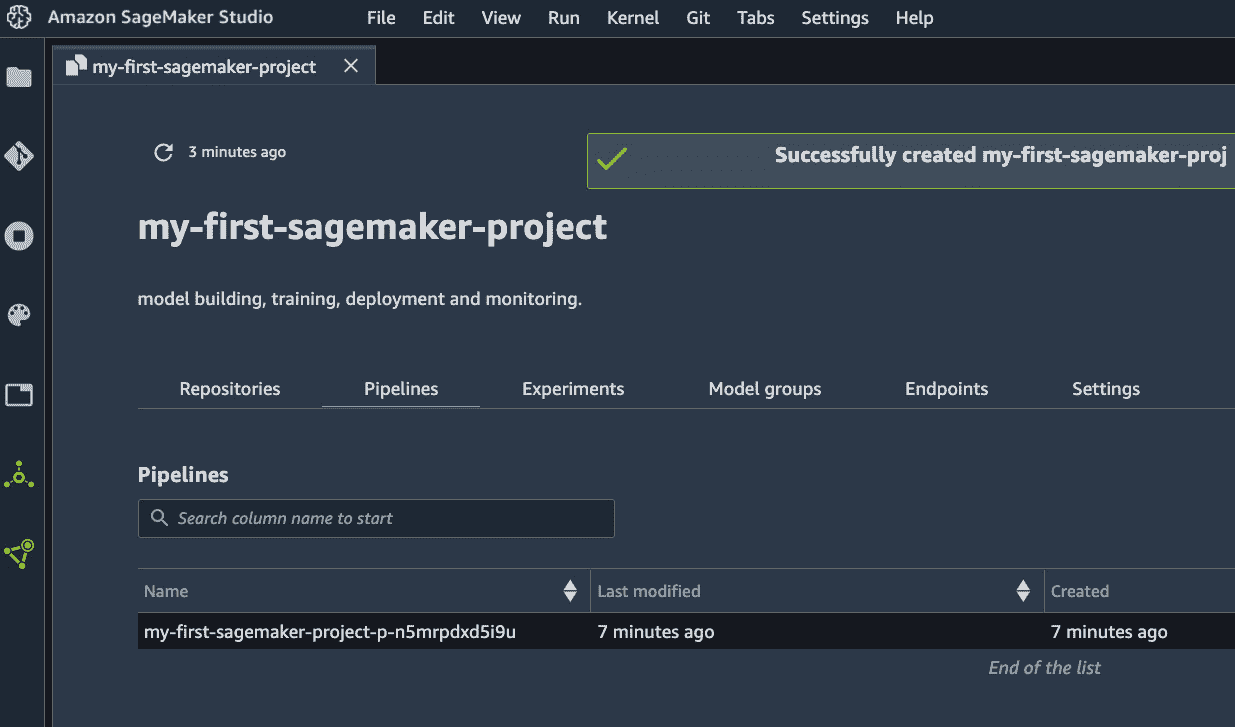 Amazon SageMaker Studio File Edit View Run Kernel Git Tabs Settings Help
my-first-sagemaker-project
3 minutes ago
Successfully created my-first-sagemaker-proj
my-first-sagemaker-project
model building, training, deployment and monitoring.
Repositories Pipelines Experiments Model groups Endpoints Settings
Pipelines
Search column name to start
Name Last modified Created
my-first-sagemaker-project-p-n5mrpdxd5i9u 7 minutes ago 7 minutes ago
End of the list